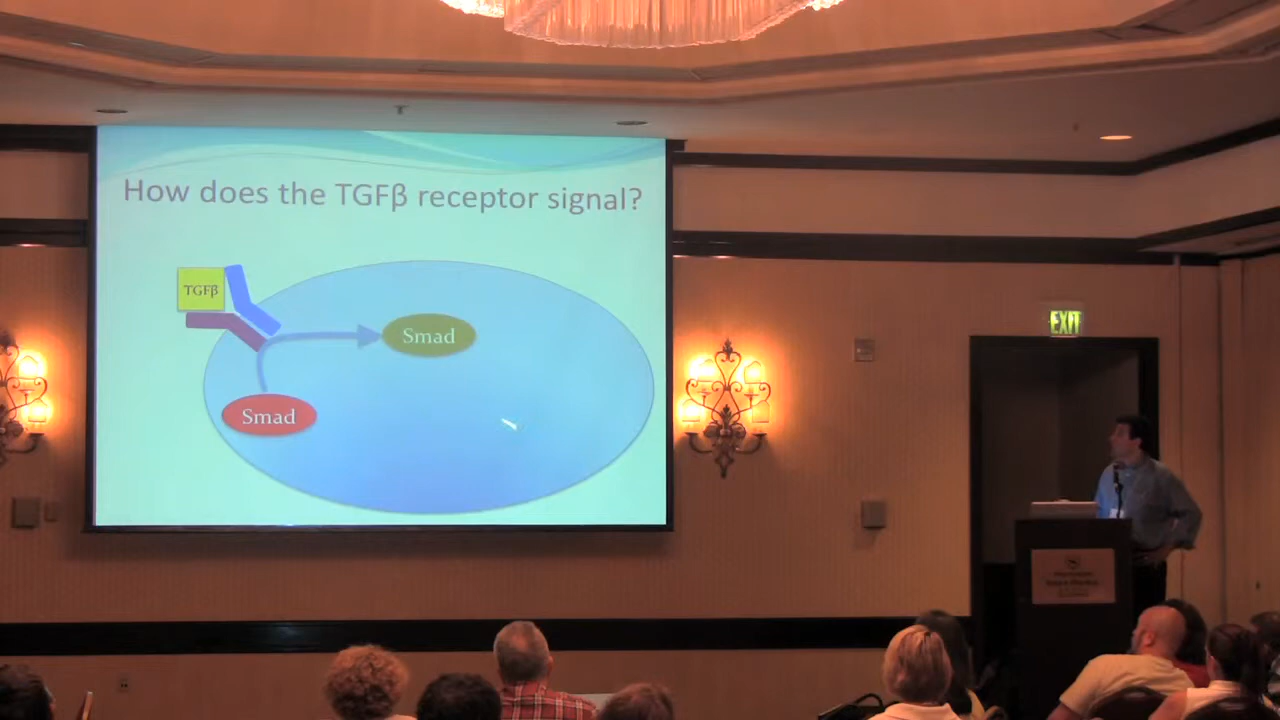 How does the TGFβ receptor signal?
TGFβ
Smad
Smad
EXIT